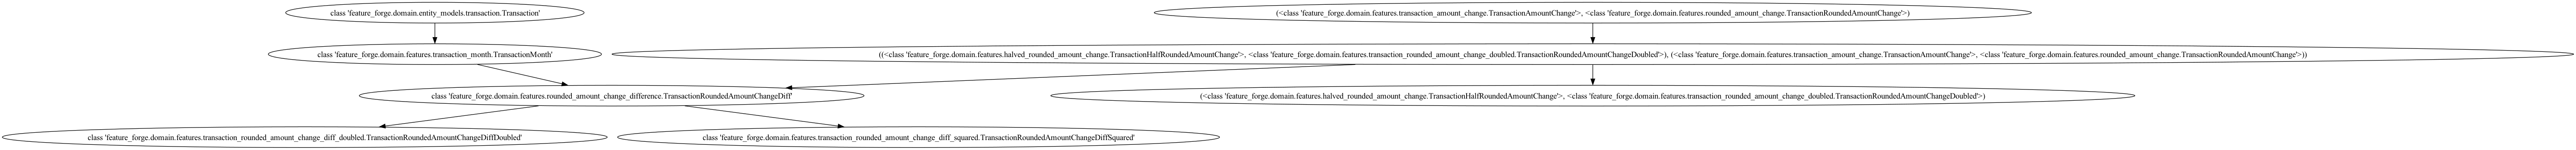 class 'feature_forge.domain.entity_models.transaction.Transaction'
(<class 'feature_forge.domain.features.transaction_amount_change.TransactionAmountChange'>, <class 'feature_forge.domain.features.rounded_amount_change.TransactionRoundedAmountChange'>)
class 'feature_forge.domain.features.transaction_month.TransactionMonth'
((<class 'feature_forge.domain.features.halved_rounded_amount_change.TransactionHalfRoundedAmountChange'>, <class 'feature_forge.domain.features.transaction_rounded_amount_change_doubled.TransactionRoundedAmountChangeDoubled'>), (<class 'feature_forge.domain.features.transaction_amount_change.TransactionAmountChange'>, <class 'feature_forge.domain.features.rounded_amount_change.TransactionRoundedAmountChange'>))
class 'feature_forge.domain.features.rounded_amount_change_difference.TransactionRoundedAmountChangeDiff'
(<class 'feature_forge.domain.features.halved_rounded_amount_change.TransactionHalfRoundedAmountChange'>, <class 'feature_forge.domain.features.transaction_rounded_amount_change_doubled.TransactionRoundedAmountChangeDoubled'>)
class 'feature_forge.domain.features.transaction_rounded_amount_change_diff_doubled.TransactionRoundedAmountChangeDiffDoubled'
class 'feature_forge.domain.features.transaction_rounded_amount_change_diff_squared.TransactionRoundedAmountChangeDiffSquared'